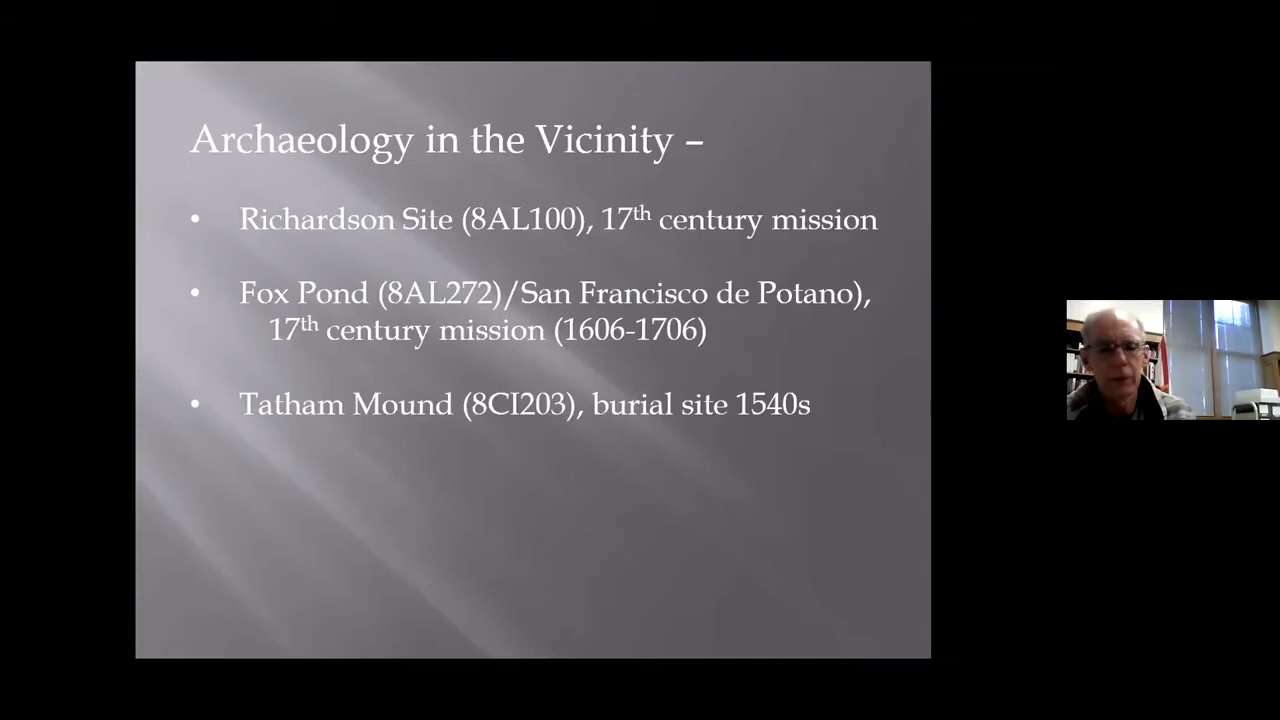 Archaeology in the Vicinity –
• Richardson Site (8AL100), 17th century mission
• Fox Pond (8AL272)/San Francisco de Potano),
17th century mission (1606-1706)
• Tatham Mound (8CI203), burial site 1540s